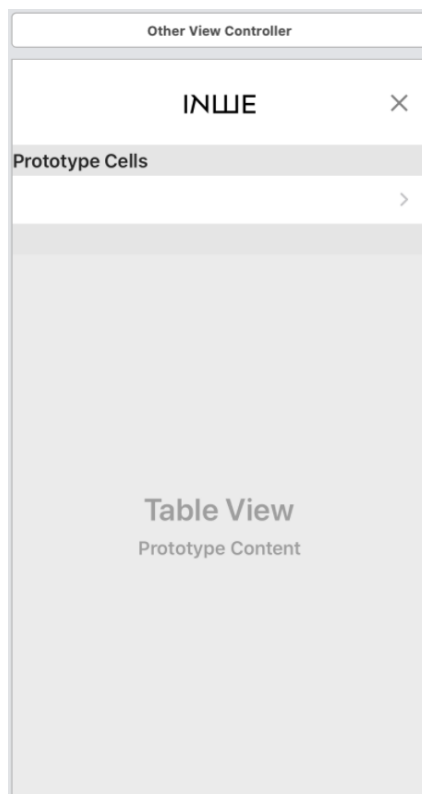 Other View Controller
INШE
Prototype Cells
Table View
Prototype Content